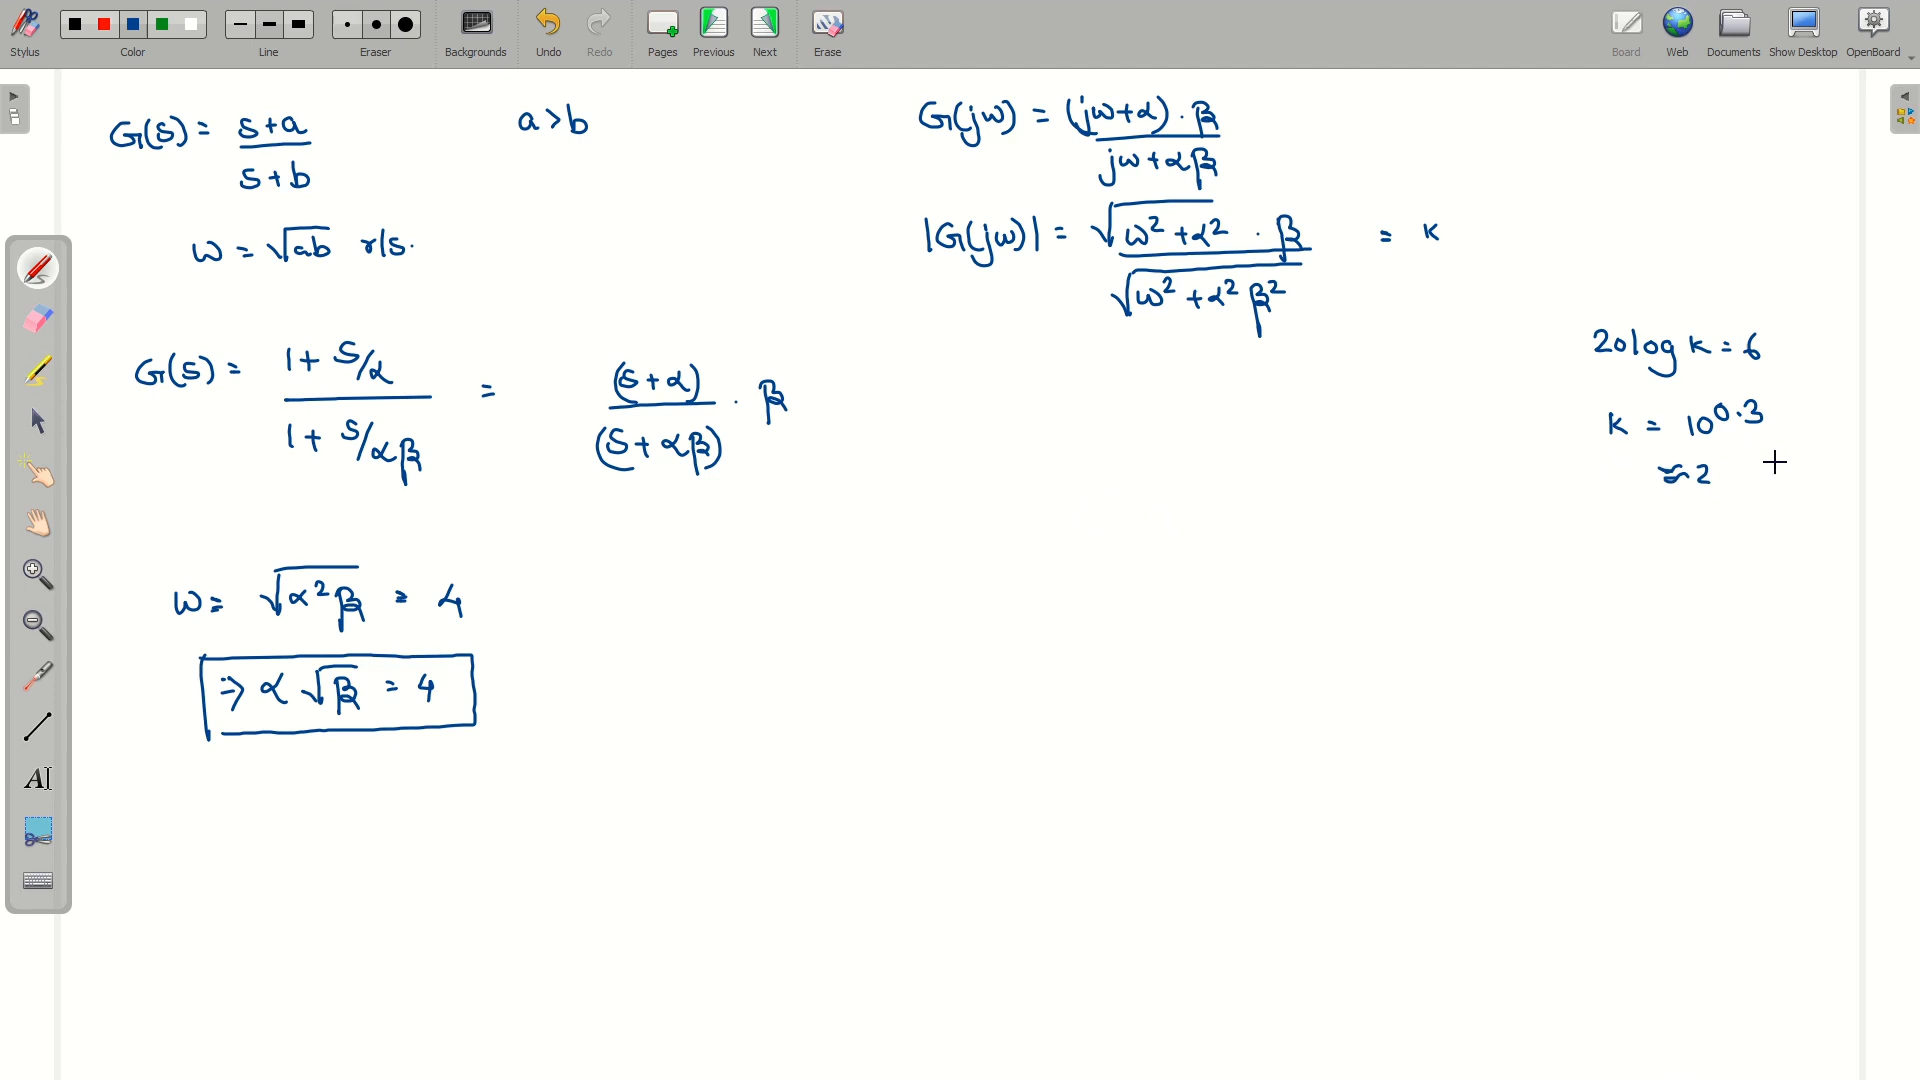 Stylus Color Line Eraser Backgrounds Undo Redo Pages Previous Next Erase Board Web Documents Show Desktop OpenBoard
G(s) = (s+a)/(s+b)    a > b
ω = √ab r/s.
G(s) = (1 + s/α)/(1 + s/αβ) = (s+α)/(s+αβ) · β
ω = √α²β = 4
⇒ α √β = 4
G(jω) = (jω+α) · β/(jω+αβ)
|G(jω)| = √ω²+α² · β/√ω²+α²β² = K
20log K = 6
K = 10^0.3
≈ 2
AI